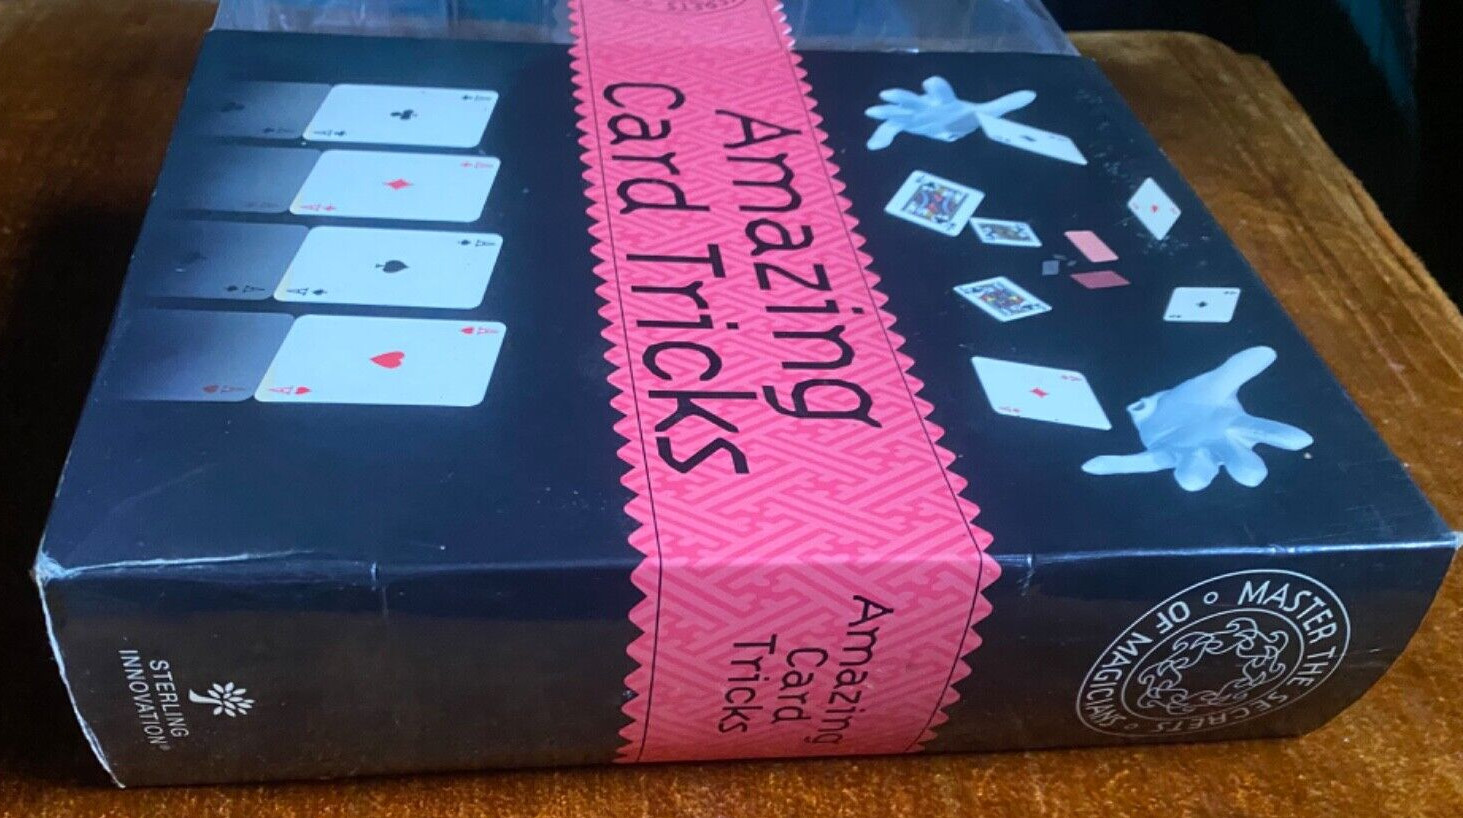 Amazing
Card Tricks
Amazing
Card
Tricks
MASTER THE SECRETS OF MAGICIANS
STERLING
INNOVATION®